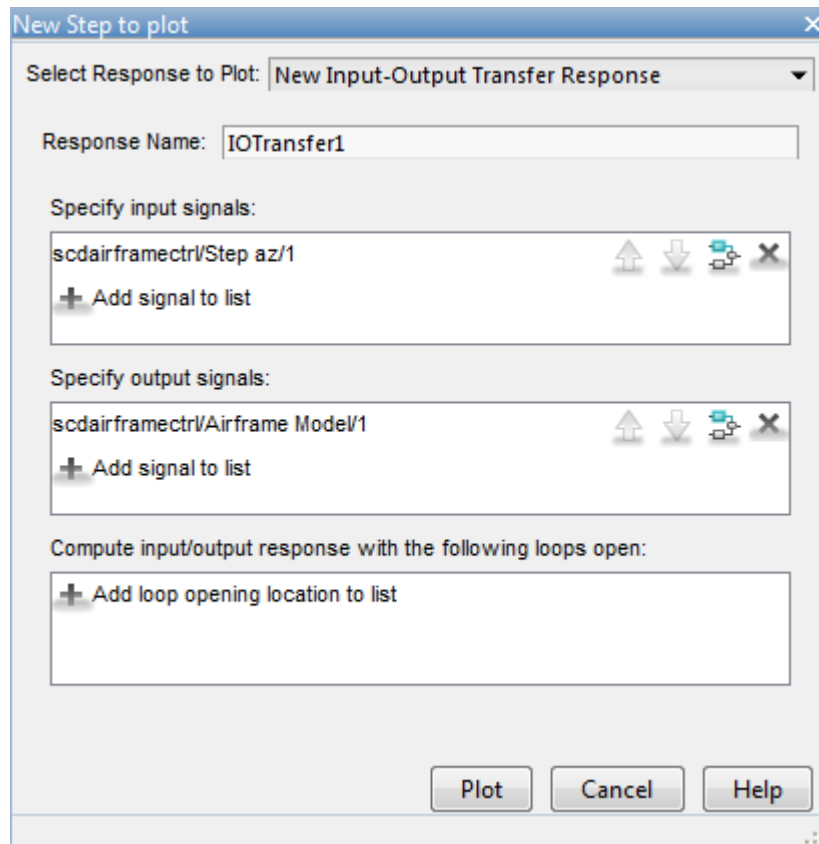 New Step to plot
Select Response to Plot: New Input-Output Transfer Response
Response Name: IOTransfer1
Specify input signals:
scdairframectrl/Step az/1
Add signal to list
Specify output signals:
scdairframectrl/Airframe Model/1
Add signal to list
Compute input/output response with the following loops open:
Add loop opening location to list
Plot Cancel Help